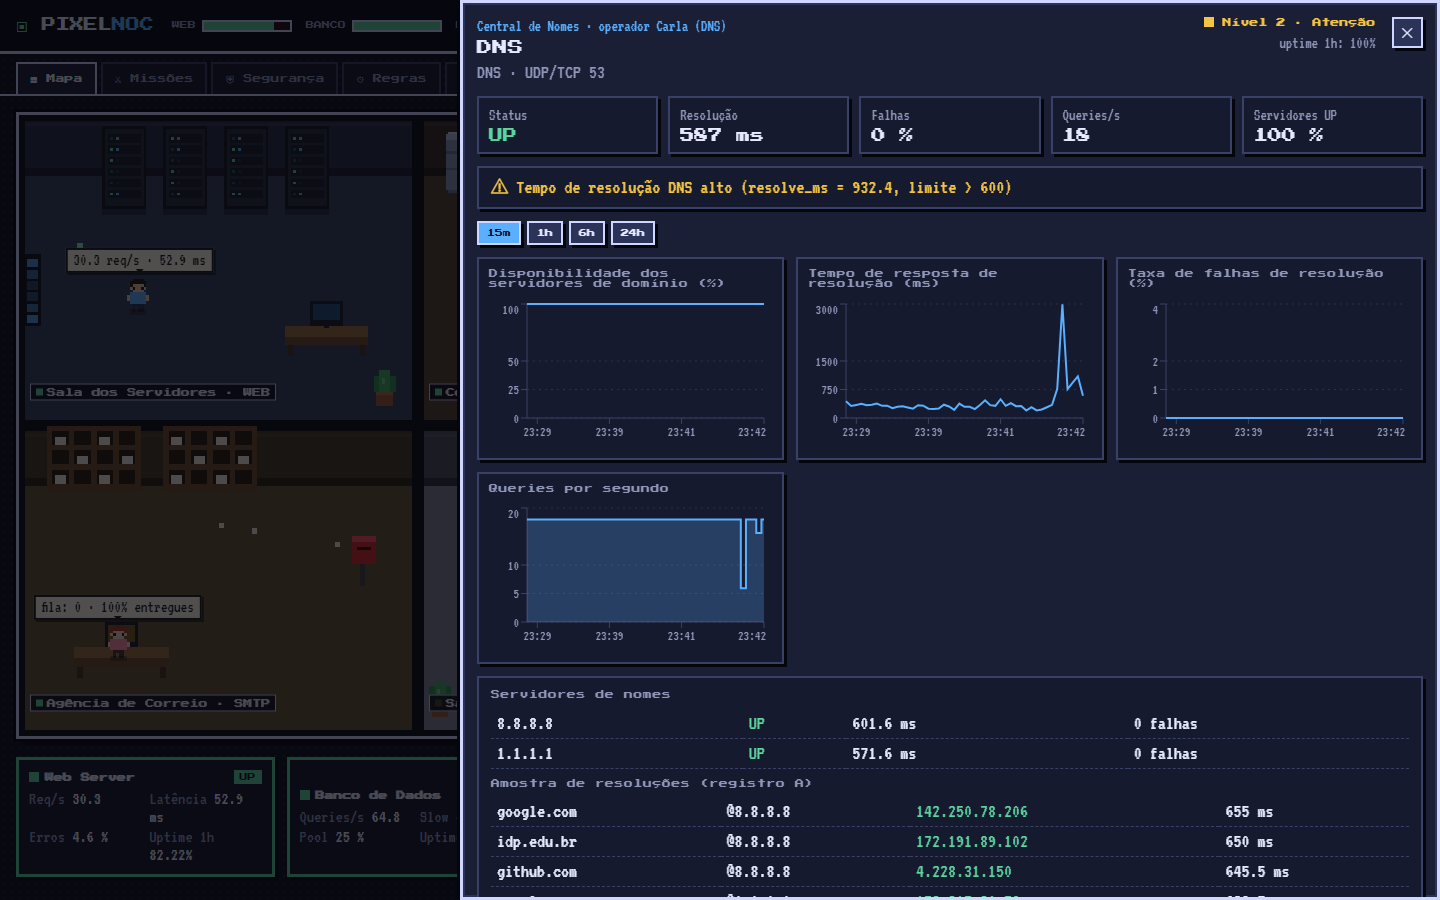 PIXELNOC WEB BANCO
Mapa Missões Segurança Regras
30.3 req/s · 52.9 ms
Sala dos Servidores · WEB
fila: 0 · 100% entregues
Agência de Correio · SMTP
Web Server UP
Req/s 30.3 Latência 52.9 ms
Erros 4.6 % Uptime 1h 82.22%
Banco de Dados
Queries/s 64.8 Slow
Pool 25 %
Central de Nomes · operador Carla (DNS)
DNS
DNS · UDP/TCP 53
Nível 2 · Atenção
uptime 1h: 100%
Status
UP
Resolução
587 ms
Falhas
0 %
Queries/s
18
Servidores UP
100 %
Tempo de resolução DNS alto (resolve_ms = 932.4, limite > 600)
15m 1h 6h 24h
Disponibilidade dos
servidores de domínio (%)
100
50
25
0
23:29 23:39 23:41 23:42
Tempo de resposta de
resolução (ms)
3000
1500
750
0
23:29 23:39 23:41 23:42
Taxa de falhas de resolução
(%)
4
2
1
0
23:29 23:39 23:41 23:42
Queries por segundo
20
10
5
0
23:29 23:39 23:41 23:42
Servidores de nomes
8.8.8.8 UP 601.6 ms 0 falhas
1.1.1.1 UP 571.6 ms 0 falhas
Amostra de resoluções (registro A)
google.com @8.8.8.8 142.250.78.206 655 ms
idp.edu.br @8.8.8.8 172.191.89.102 650 ms
github.com @8.8.8.8 4.228.31.150 645.5 ms